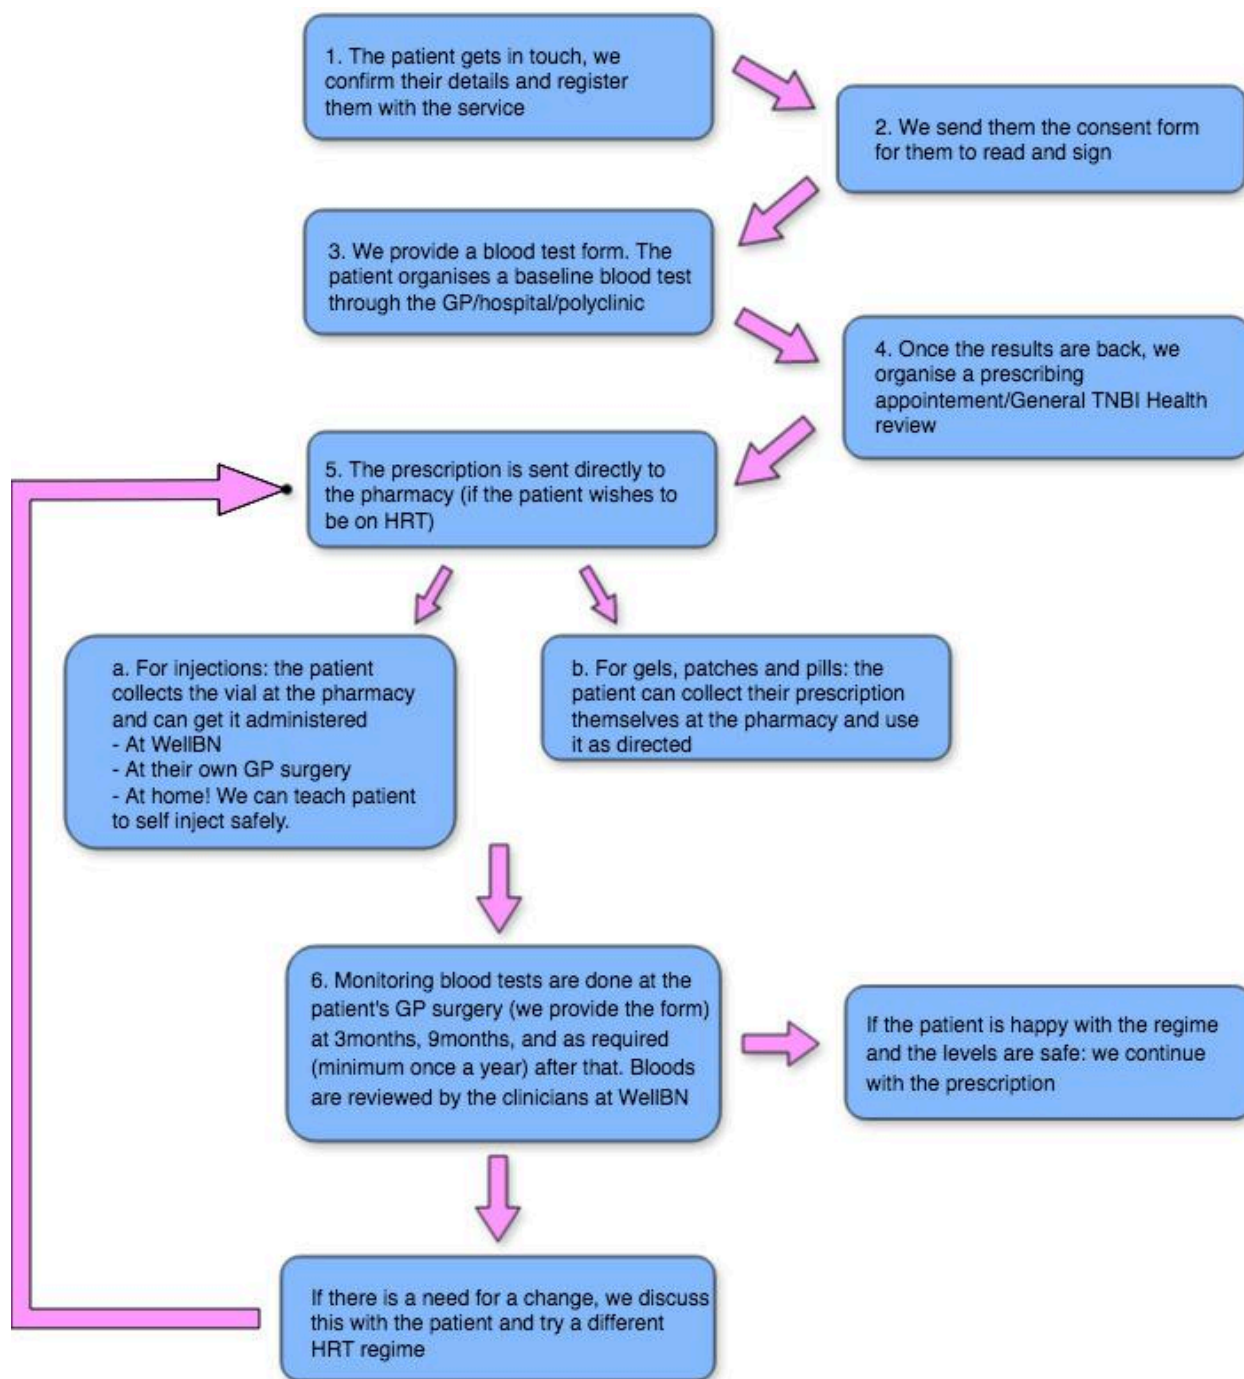 1. The patient gets in touch, we
confirm their details and register
them with the service
2. We send them the consent form
for them to read and sign
3. We provide a blood test form. The
patient organises a baseline blood test
through the GP/hospital/polyclinic
4. Once the results are back, we
organise a prescribing
appointement/General TNBI Health
review
5. The prescription is sent directly to
the pharmacy (if the patient wishes to
be on HRT)
a. For injections: the patient
collects the vial at the pharmacy
and can get it administered
- At WellBN
- At their own GP surgery
- At home! We can teach patient
to self inject safely.
b. For gels, patches and pills: the
patient can collect their prescription
themselves at the pharmacy and use
it as directed
6. Monitoring blood tests are done at the
patient's GP surgery (we provide the form)
at 3months, 9months, and as required
(minimum once a year) after that. Bloods
are reviewed by the clinicians at WellBN
If the patient is happy with the regime
and the levels are safe: we continue
with the prescription
If there is a need for a change, we discuss
this with the patient and try a different
HRT regime